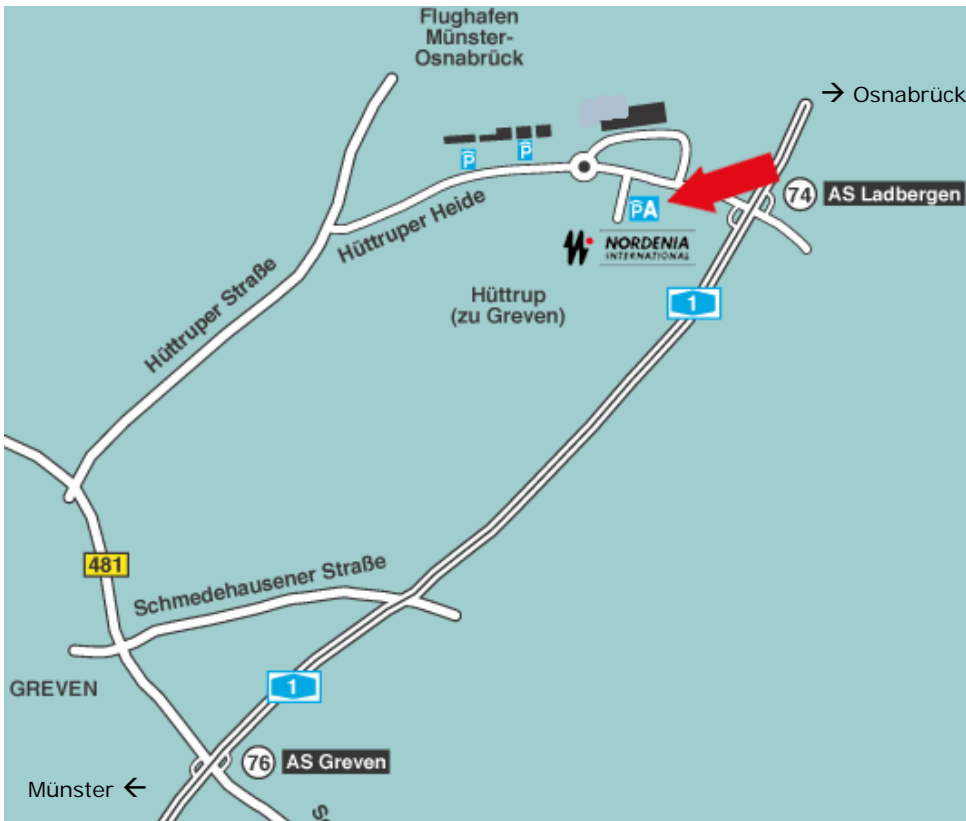 Flughafen
Münster-
Osnabrück
→ Osnabrück
P
P
74 AS Ladbergen
P A
Hüttruper Heide
NORDENIA
INTERNATIONAL
Hüttruper Straße
Hüttrup
(zu Greven)
1
481
Schmedehausener Straße
GREVEN
1
76 AS Greven
Münster ←